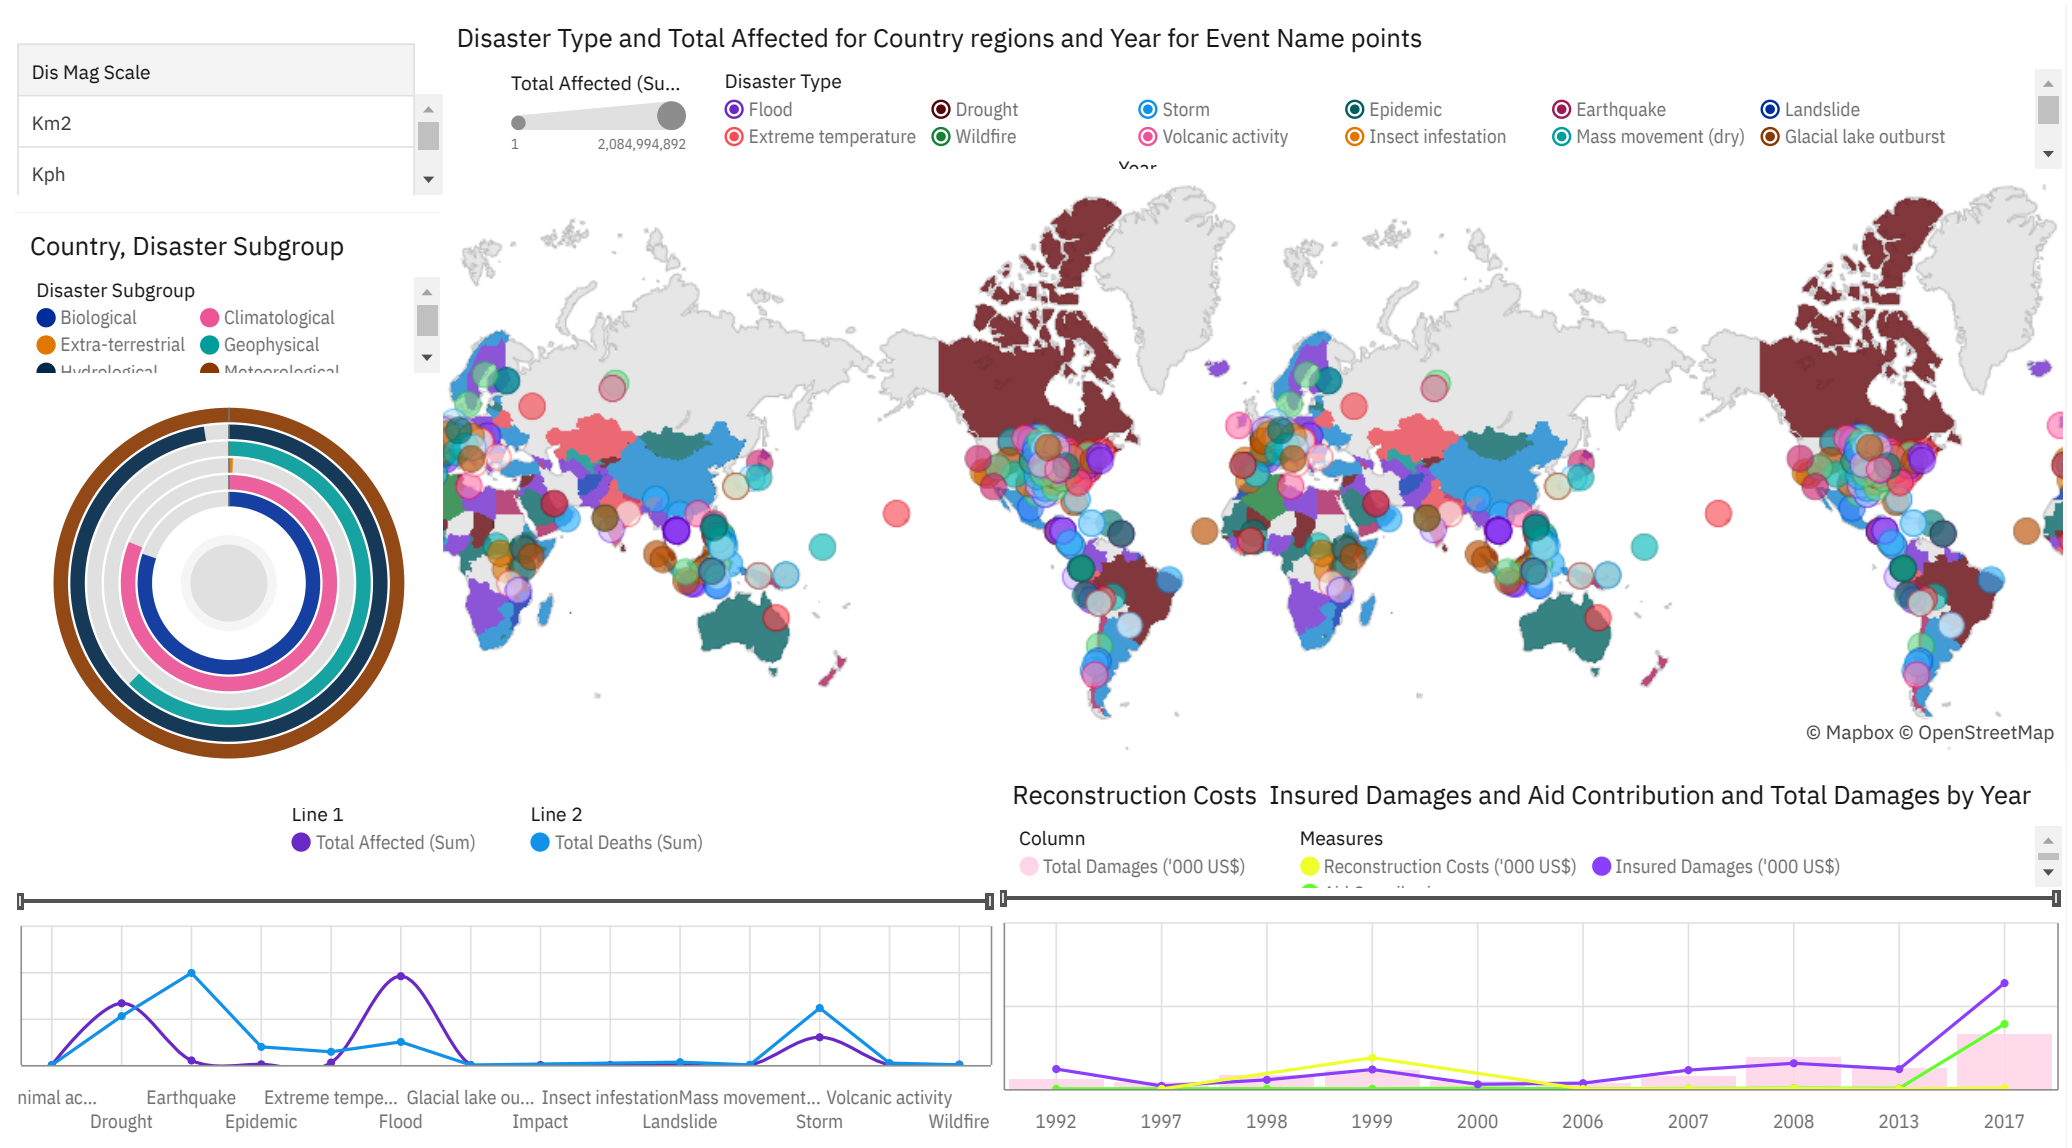 Dis Mag Scale
Km2
Kph
Disaster Type and Total Affected for Country regions and Year for Event Name points
Total Affected (Su...
1
2,084,994,892
Disaster Type
Flood
Drought
Storm
Epidemic
Earthquake
Landslide
Extreme temperature
Wildfire
Volcanic activity
Insect infestation
Mass movement (dry)
Glacial lake outburst
Year
© Mapbox © OpenStreetMap
Country, Disaster Subgroup
Disaster Subgroup
Biological
Climatological
Extra-terrestrial
Geophysical
Hydrological
Meteorological
Line 1
Line 2
Total Affected (Sum)
Total Deaths (Sum)
nimal ac...
Drought
Earthquake
Epidemic
Extreme tempe...
Flood
Glacial lake ou...
Impact
Insect infestation
Landslide
Mass movement...
Storm
Volcanic activity
Wildfire
Reconstruction Costs  Insured Damages and Aid Contribution and Total Damages by Year
Column
Measures
Total Damages ('000 US$)
Reconstruction Costs ('000 US$)
Insured Damages ('000 US$)
1992
1997
1998
1999
2000
2006
2007
2008
2013
2017